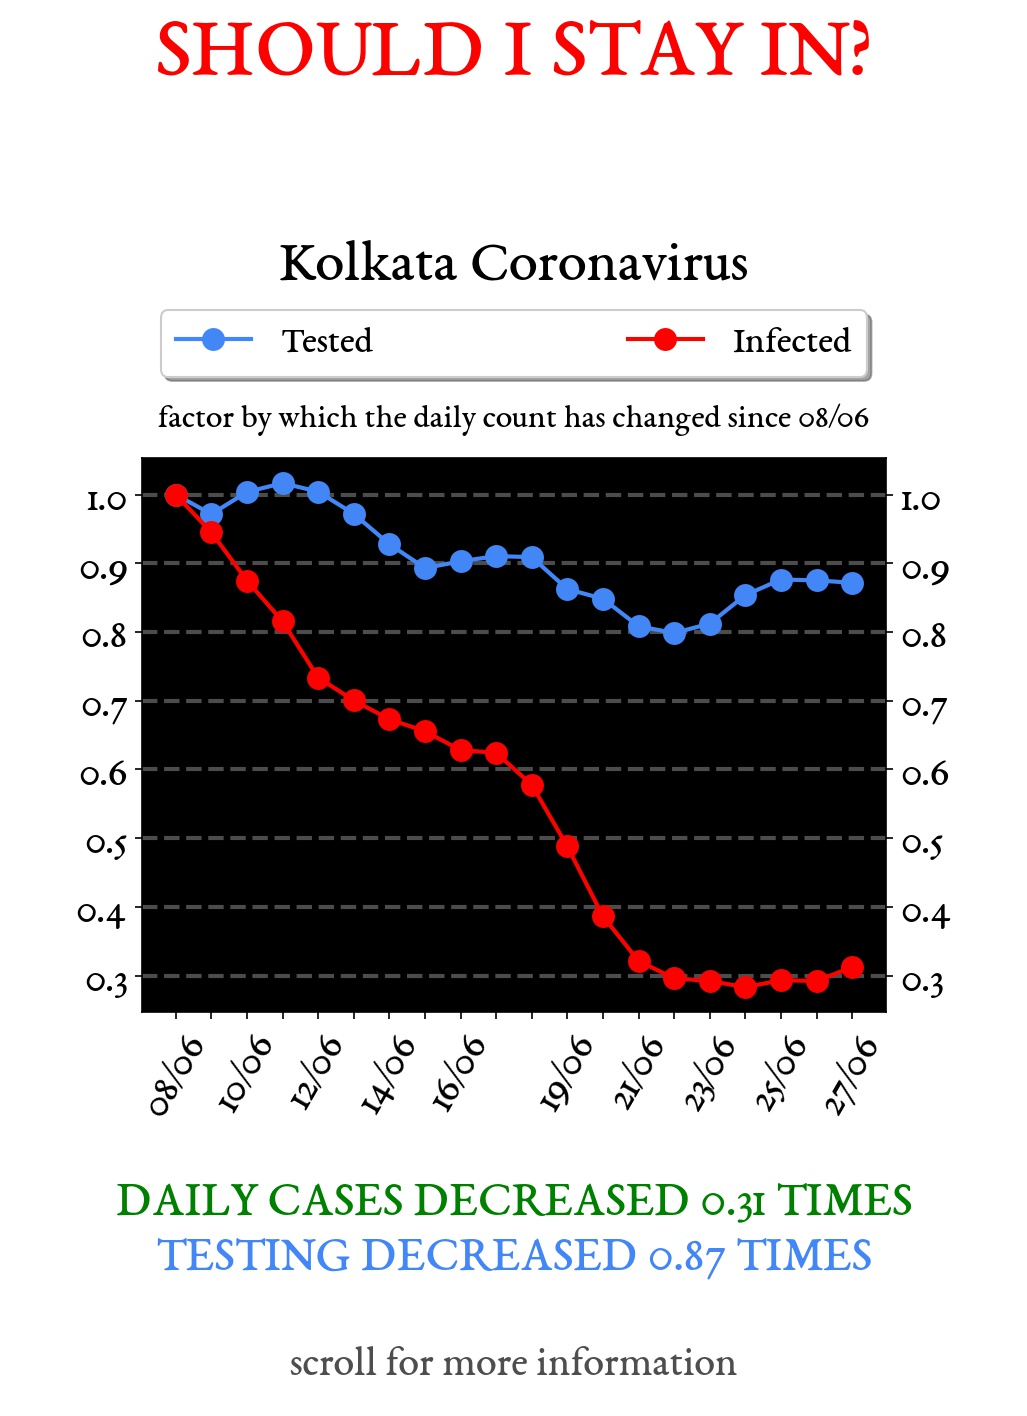 SHOULD I STAY IN?
Kolkata Coronavirus
Tested Infected
factor by which the daily count has changed since 08/06
1.0 1.0
0.9 0.9
0.8 0.8
0.7 0.7
0.6 0.6
0.5 0.5
0.4 0.4
0.3 0.3
08/06 10/06 12/06 14/06 16/06 19/06 21/06 23/06 25/06 27/06
DAILY CASES DECREASED 0.31 TIMES
TESTING DECREASED 0.87 TIMES
scroll for more information